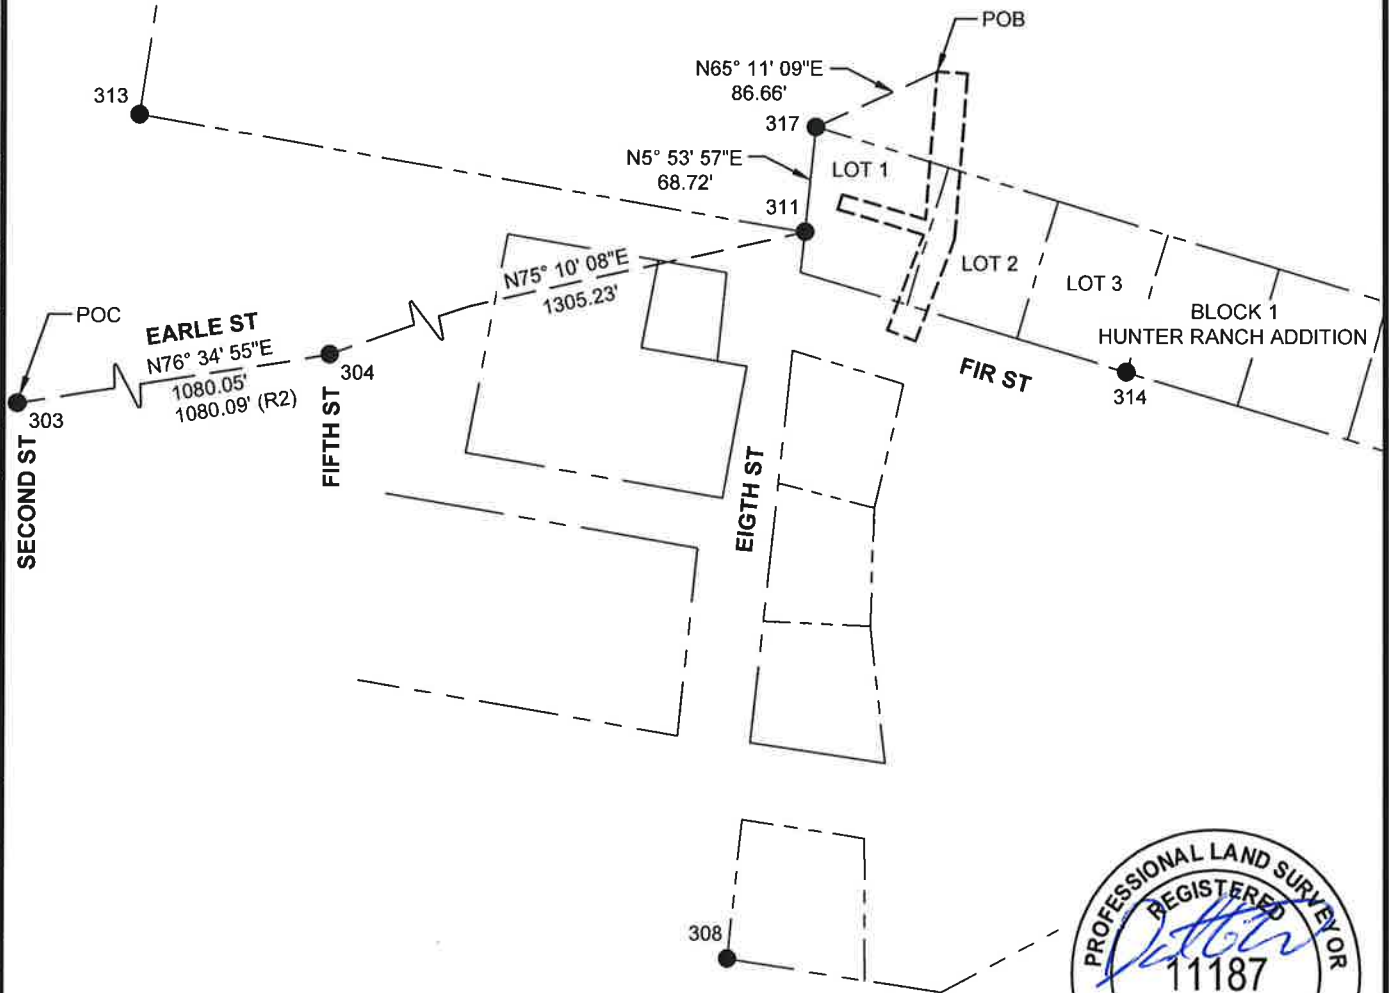 POB
N65° 11' 09"E
86.66'
313
317
N5° 53' 57"E
68.72'
LOT 1
311
N75° 10' 08"E
1305.23'
LOT 2
LOT 3
BLOCK 1
HUNTER RANCH ADDITION
POC
EARLE ST
N76° 34' 55"E
1080.05'
1080.09' (R2)
304
303
FIR ST
314
SECOND ST
FIFTH ST
EIGTH ST
308
PROFESSIONAL LAND SURVEYOR
REGISTERED
11187